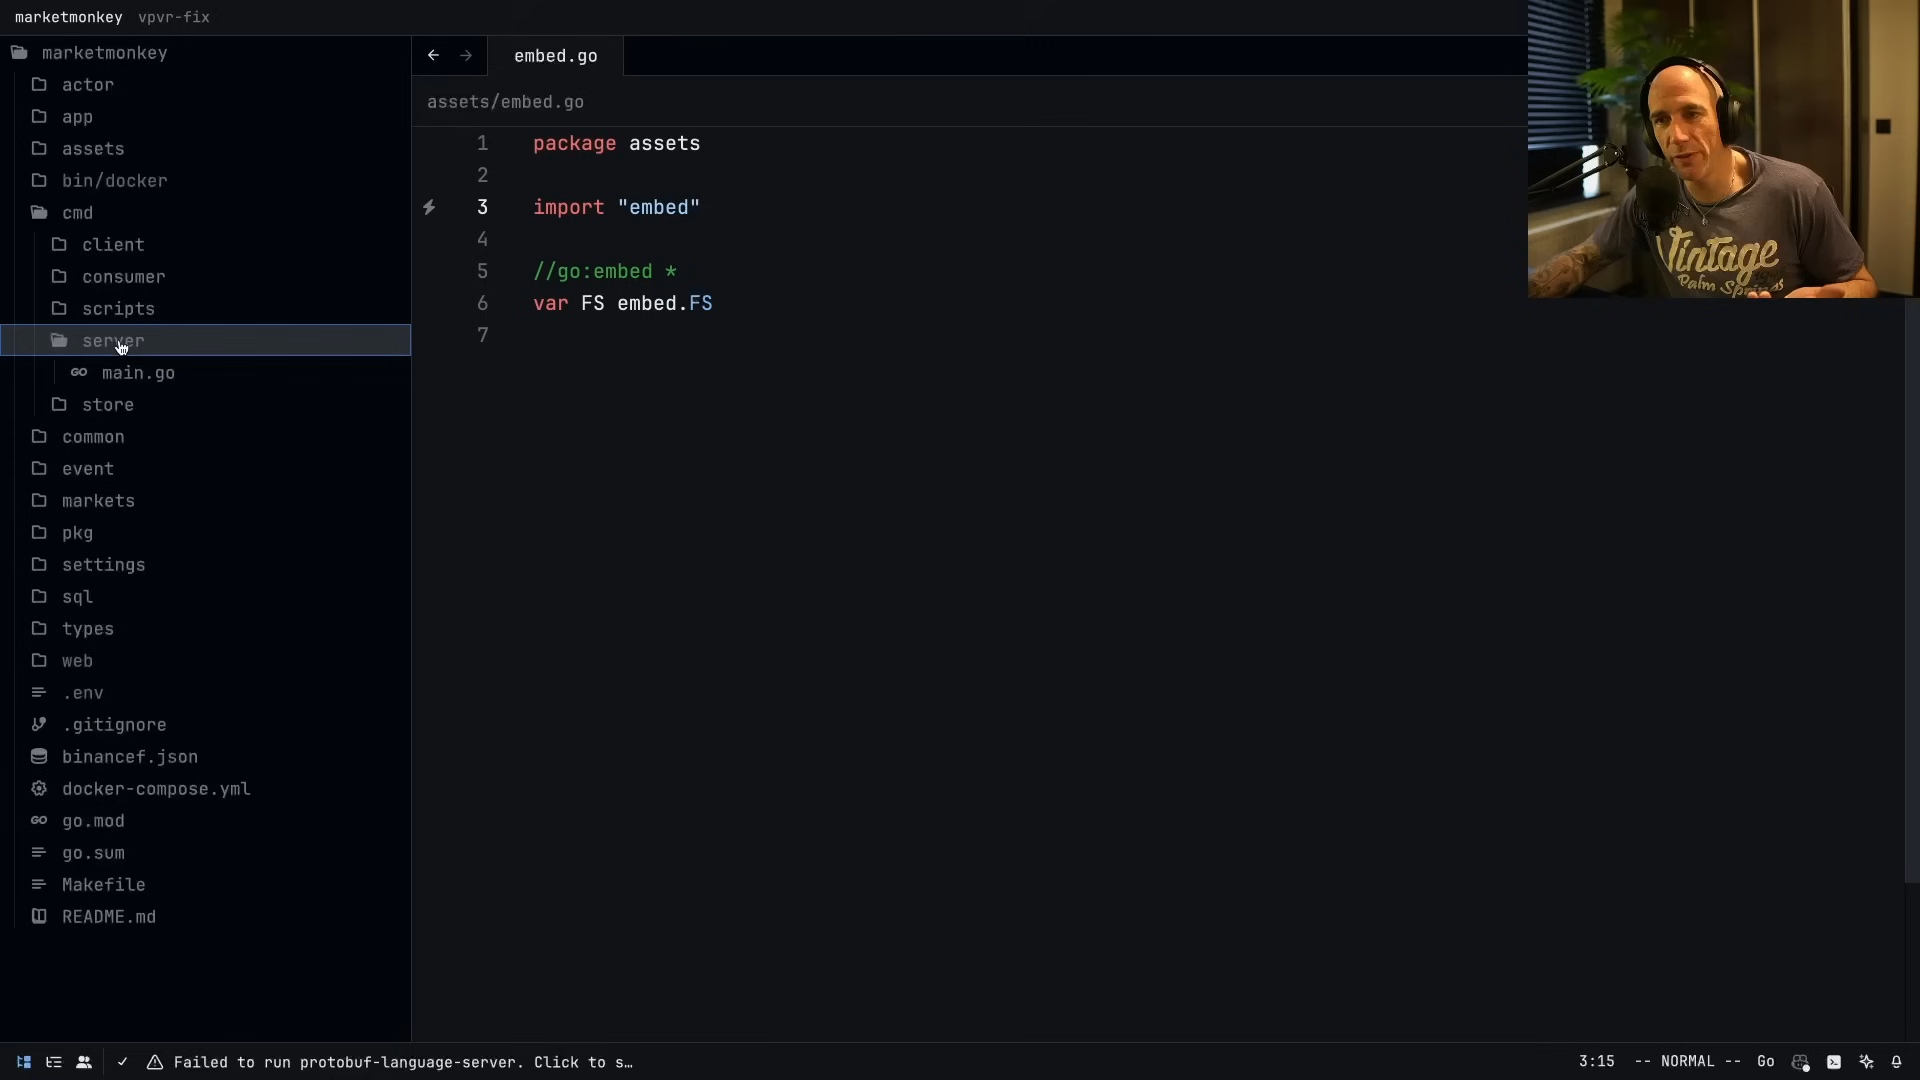 marketmonkey vpvr-fix
marketmonkey
actor
app
assets
bin/docker
cmd
client
consumer
scripts
server
main.go
store
common
event
markets
pkg
settings
sql
types
web
.env
.gitignore
binancef.json
docker-compose.yml
go.mod
go.sum
Makefile
README.md
embed.go
assets/embed.go
1 package assets
2
3 import "embed"
4
5 //go:embed *
6 var FS embed.FS
7
Vintage
Palm Springs
Failed to run protobuf-language-server. Click to s…
3:15 -- NORMAL -- Go